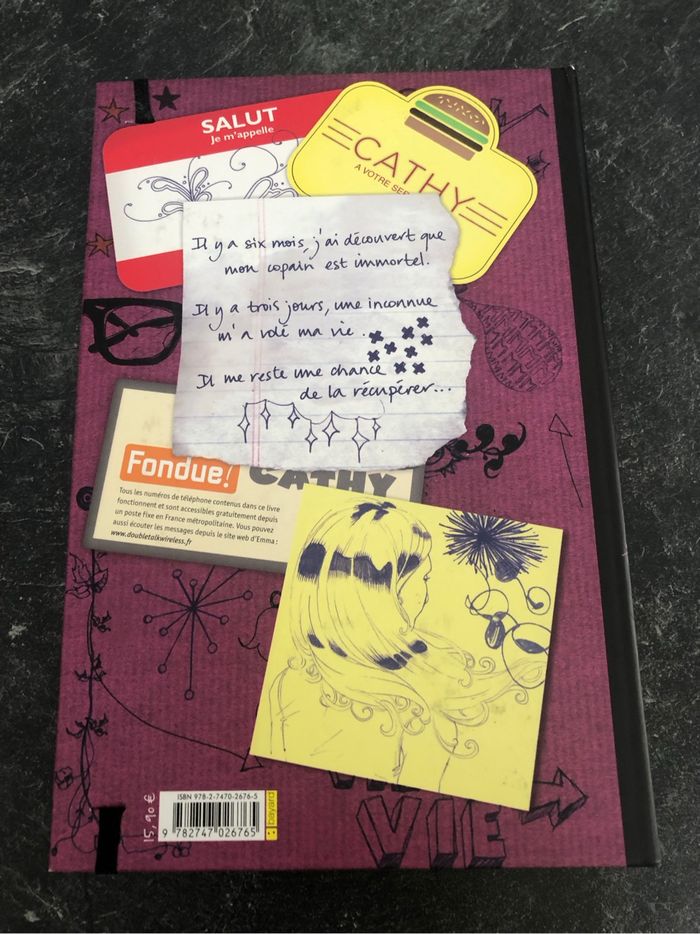 SALUT
Je m'appelle
CATHY
A VOTRE SER
Il y a six mois, j'ai découvert que
mon copain est immortel.
Il y a trois jours, une inconnue
m'a volé ma vie.
Il me reste une chance
de la récupérer...
Fondue!
CATHY
Tous les numéros de téléphone contenus dans ce livre
fonctionnent et sont accessibles gratuitement depuis
un poste fixe en France métropolitaine. Vous pouvez
aussi écouter les messages depuis le site web d'Emma :
www.doubletalkwireless.fr
VIE
15,90 €
ISBN 978-2-7470-2676-5
9 782747 026765
bayard